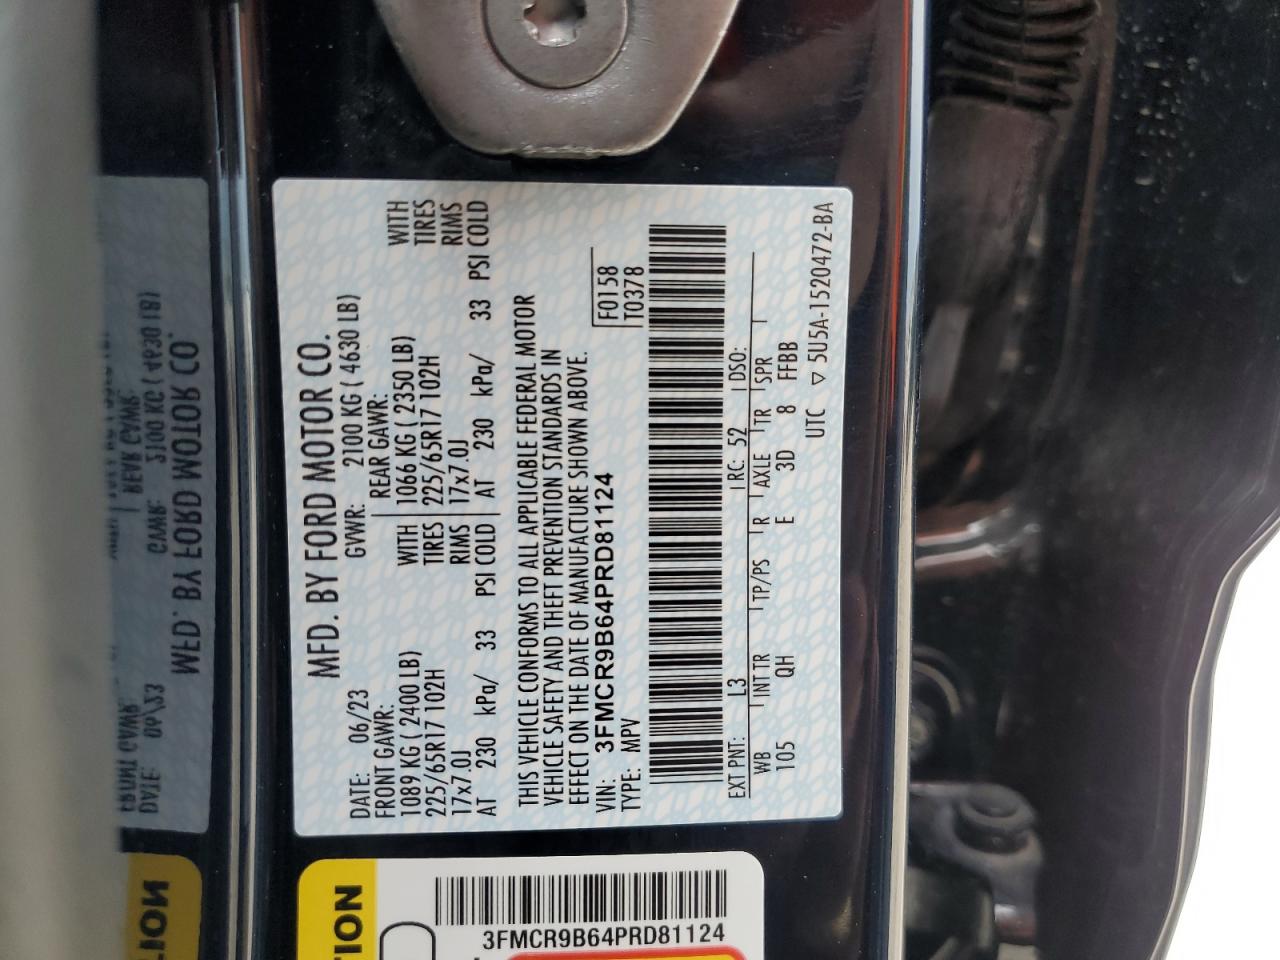 MFD. BY FORD MOTOR CO.
DATE: 06/23 GVWR: 2100 KG ( 4630 LB)
FRONT GAWR: REAR GAWR:
1089 KG ( 2400 LB) WITH 1066 KG ( 2350 LB) WITH
225/65R17 102H TIRES 225/65R17 102H TIRES
17x7.0J RIMS 17x7.0J RIMS
AT 230 kPa/ 33 PSI COLD AT 230 kPa/ 33 PSI COLD
THIS VEHICLE CONFORMS TO ALL APPLICABLE FEDERAL MOTOR
VEHICLE SAFETY AND THEFT PREVENTION STANDARDS IN
EFFECT ON THE DATE OF MANUFACTURE SHOWN ABOVE.
VIN: 3FMCR9B64PRD81124 F0158
TYPE: MPV T0378
EXT PNT: L3 RC: 52 DSO:
WB INT TR TP/PS R AXLE TR SPR
105 QH E 3D 8 FFBB
UTC ▽ 5U5A-1520472-BA
3FMCR9B64PRD81124